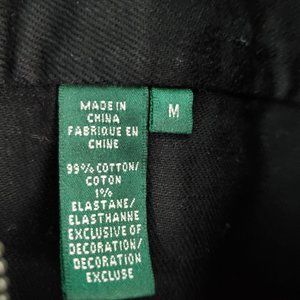 MADE IN
CHINA
FABRIQUE EN
CHINE
99% COTTON/
COTON
1%
ELASTANE/
ELASTHANNE
EXCLUSIVE OF
DECORATION/
DECORATION
EXCLUSE
M